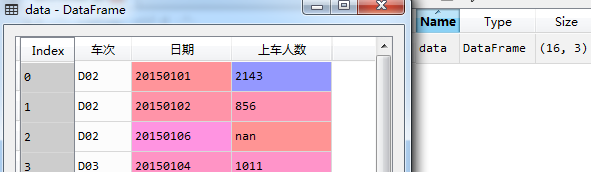 data - DataFrame
Index 车次 日期 上车人数
0 D02 20150101 2143
1 D02 20150102 856
2 D02 20150106 nan
3 D03 20150104 1011
Name Type Size
data DataFrame (16, 3)